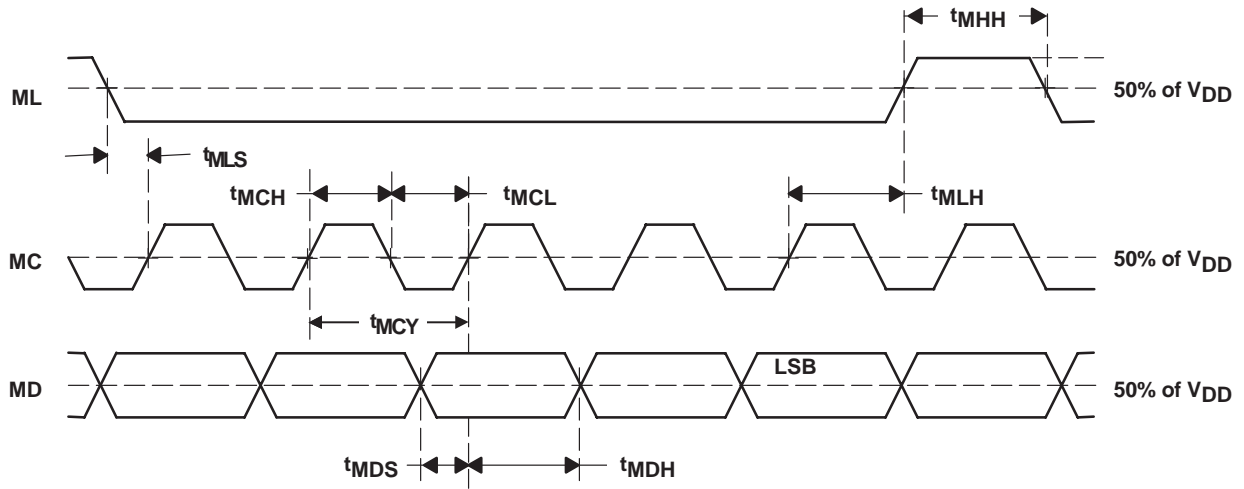 tMHH
ML
50% of VDD
tMLS
tMCH
tMCL
tMLH
MC
50% of VDD
tMCY
LSB
MD
50% of VDD
tMDS
tMDH